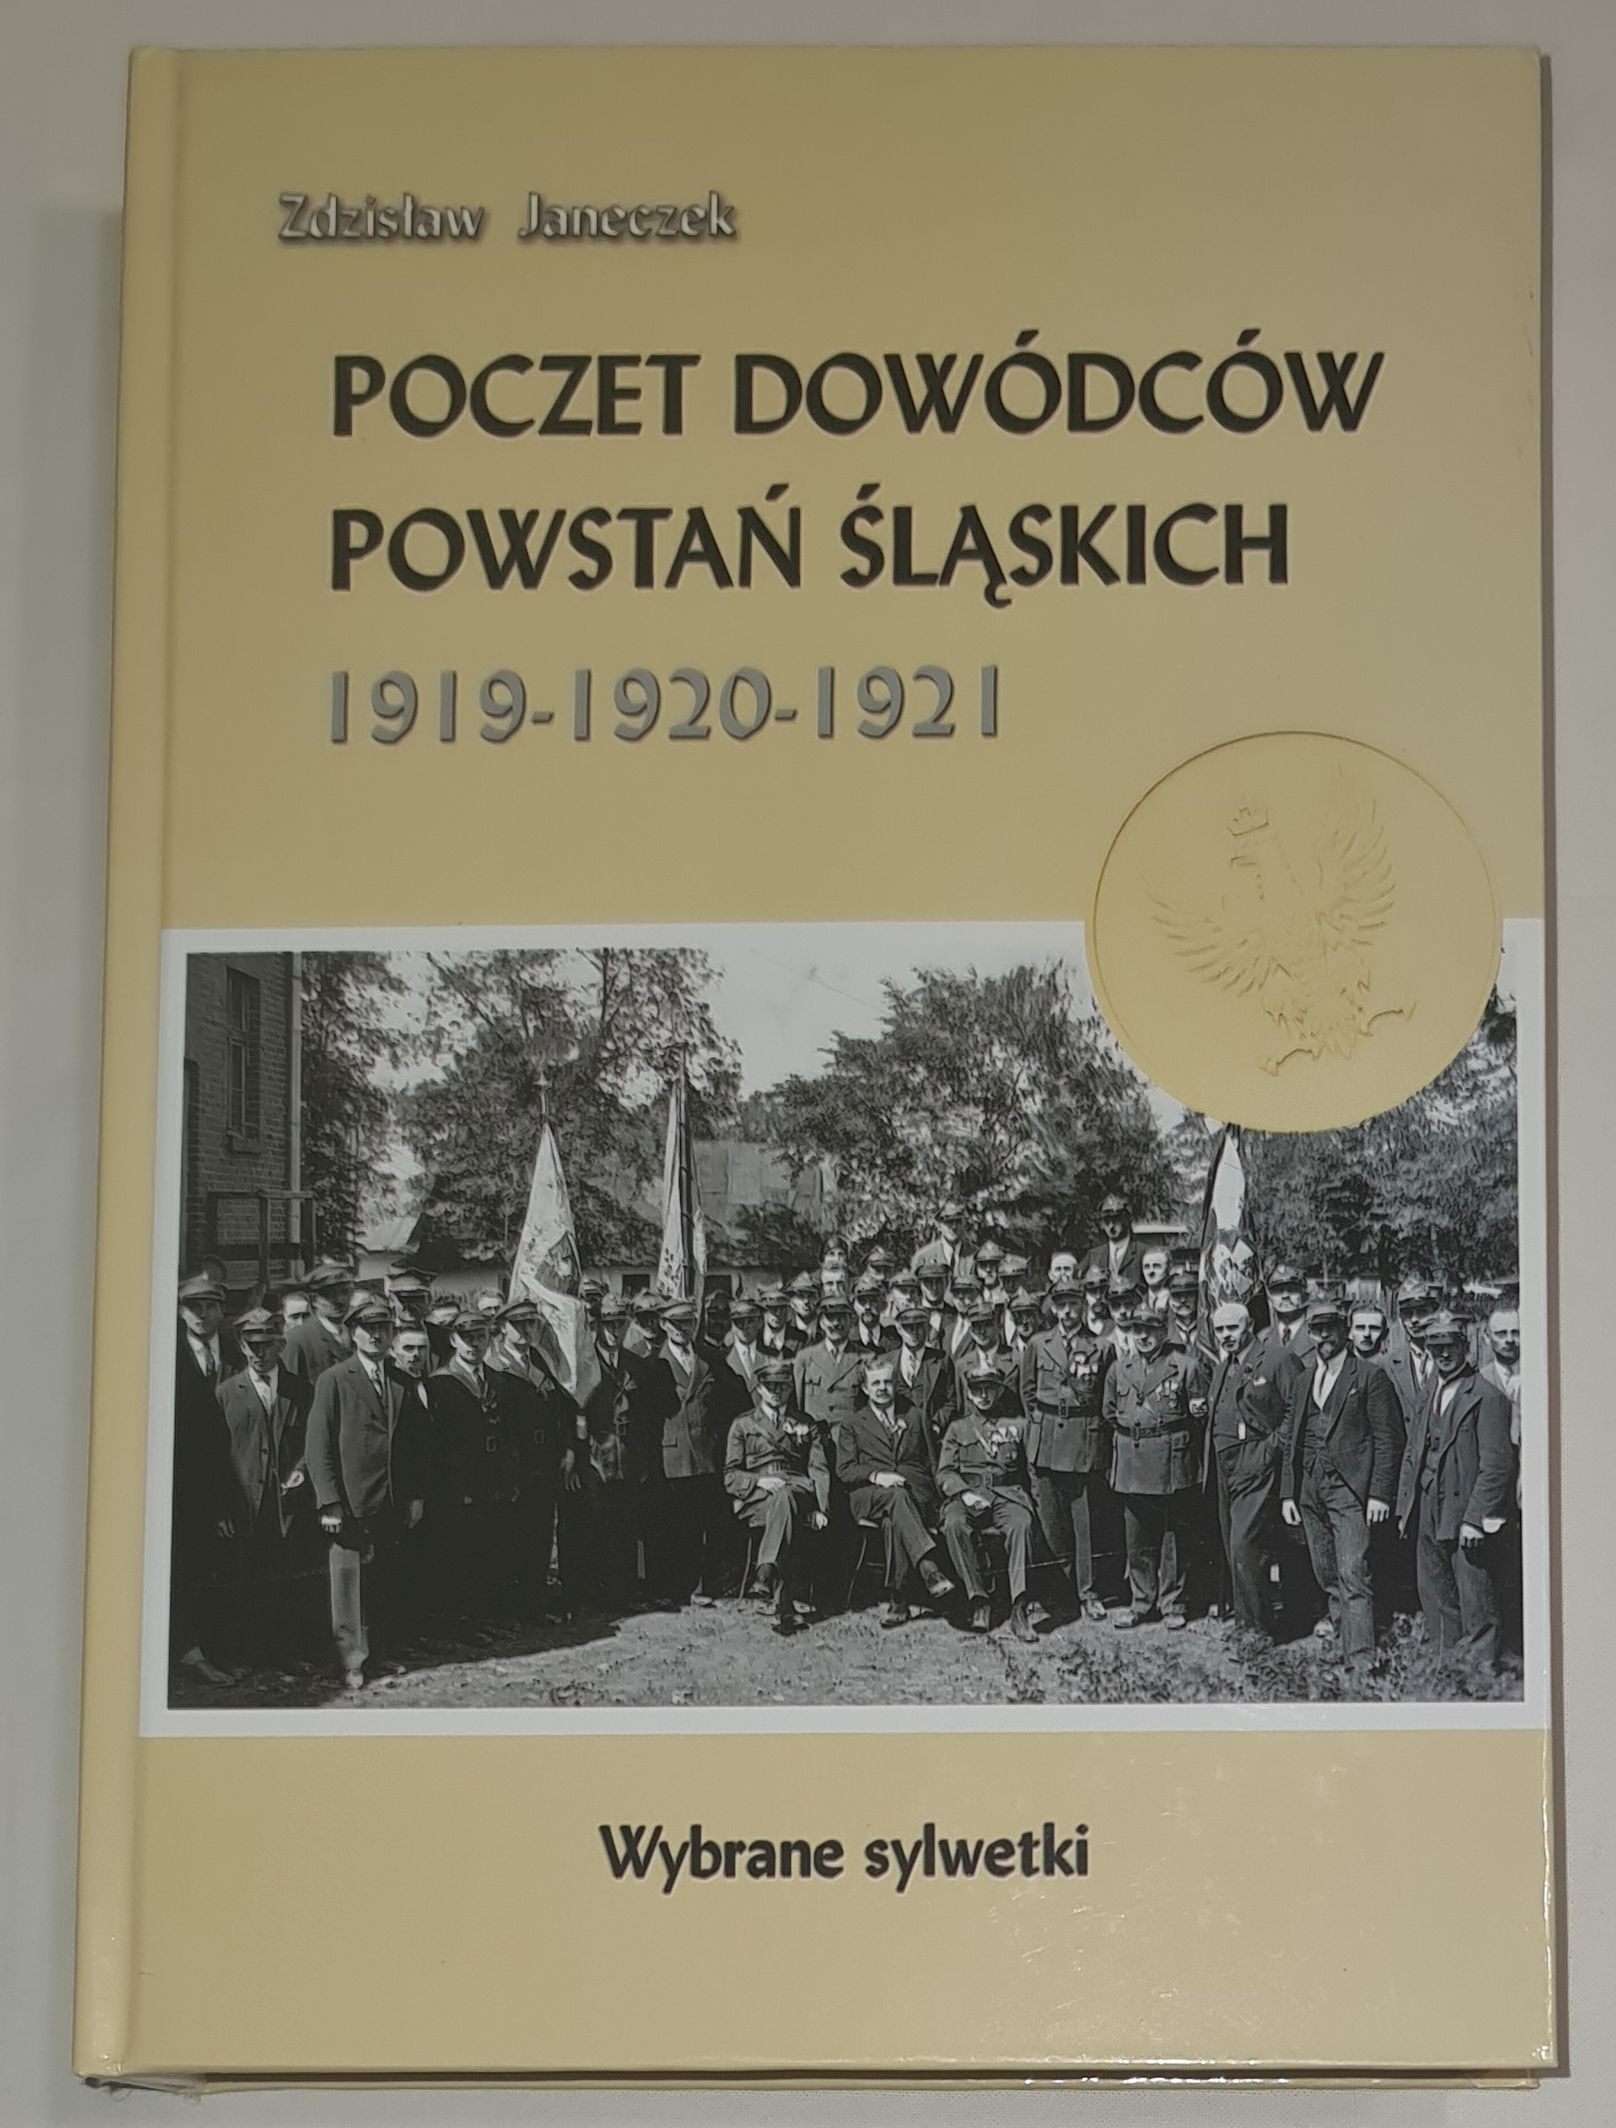 Zdzisław Janeczek
POCZET DOWÓDCÓW
POWSTAŃ ŚLĄSKICH
1919-1920-1921
Wybrane sylwetki